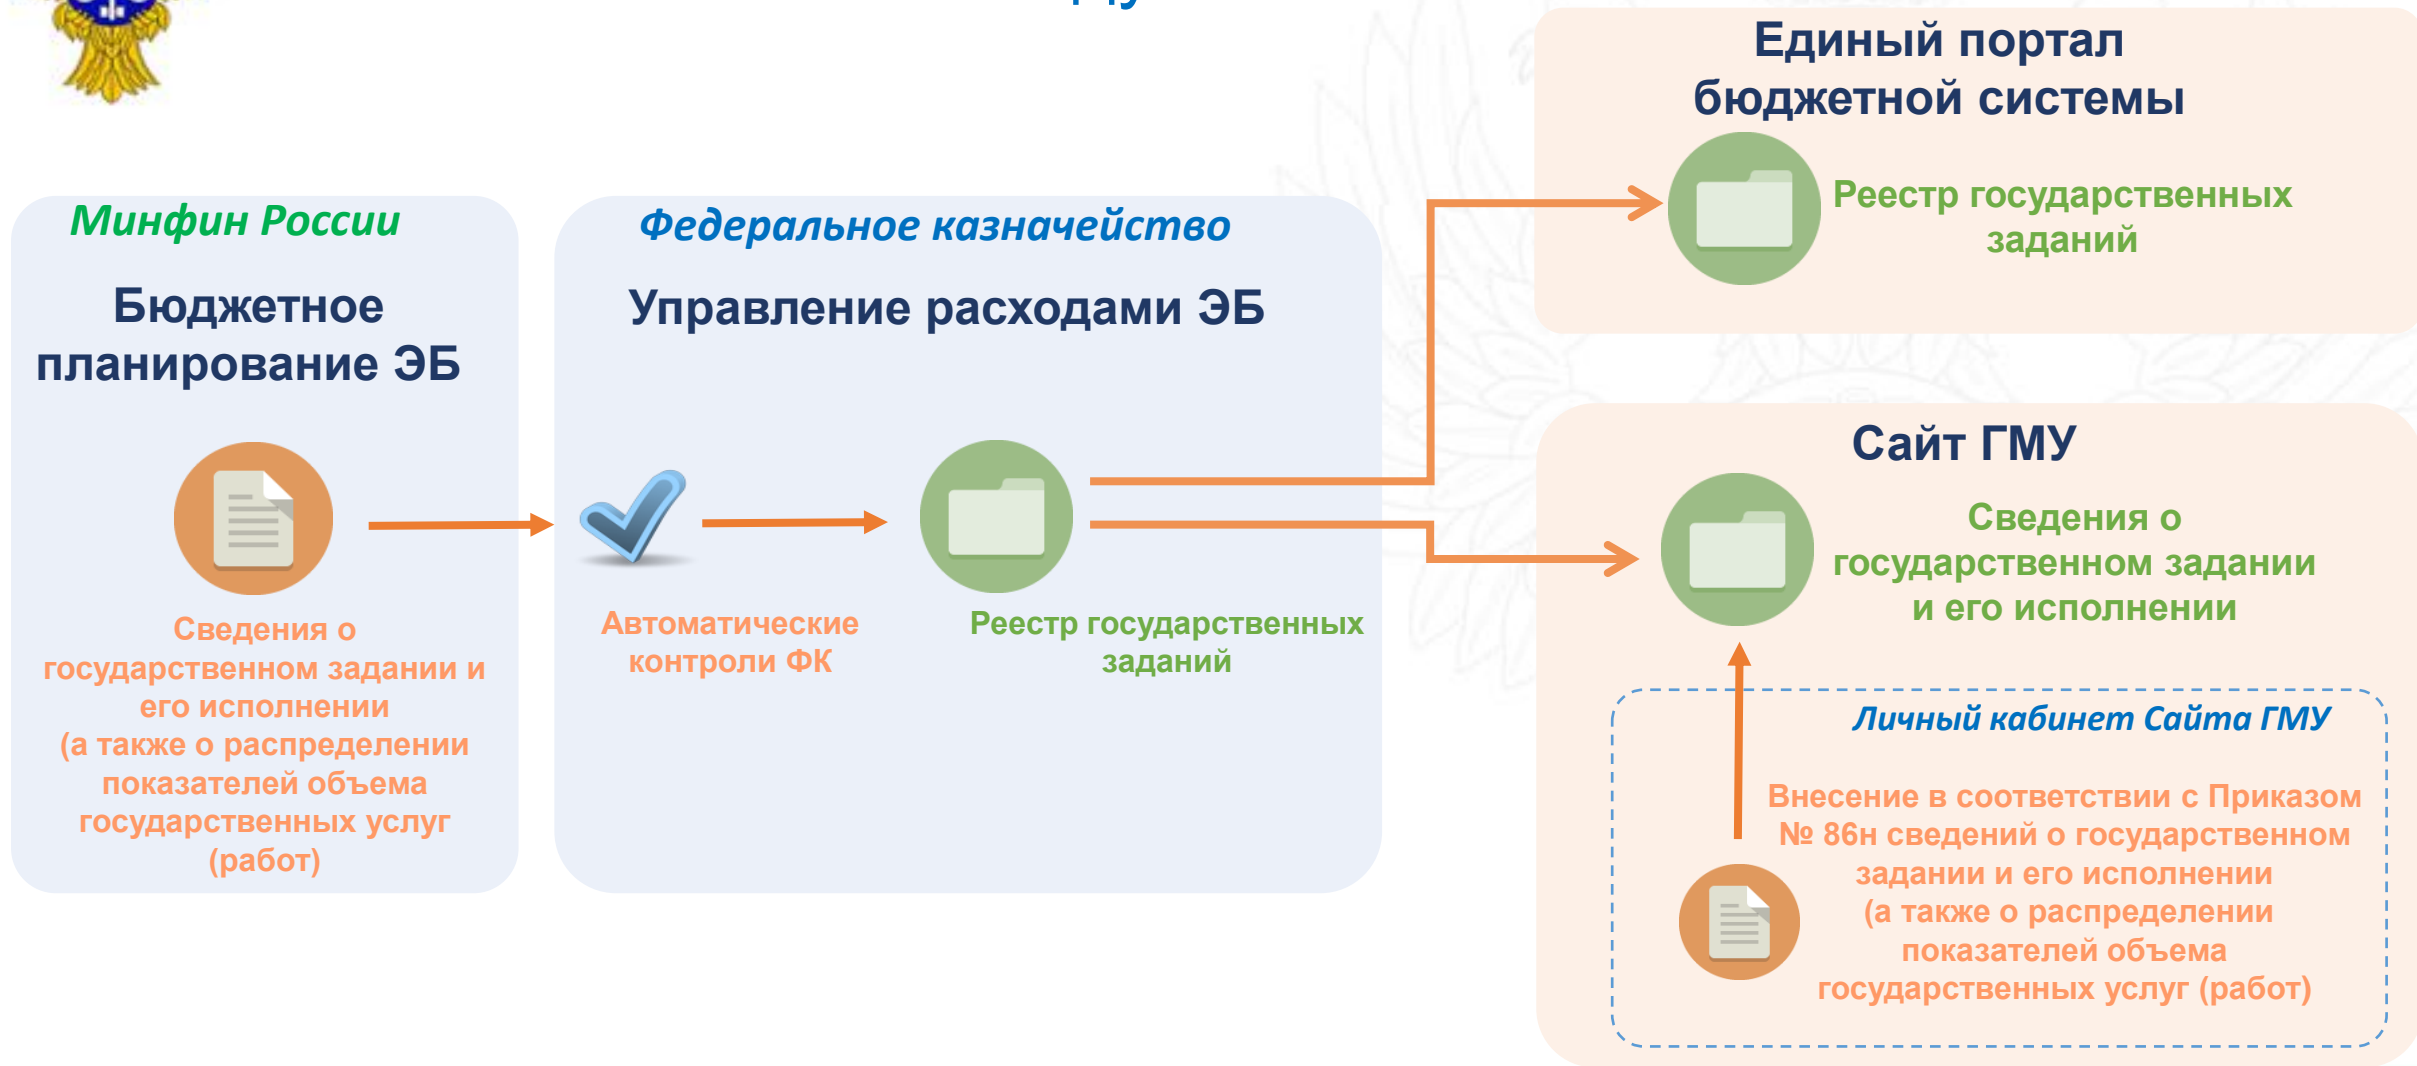 Минфин России
Бюджетное
планирование ЭБ
Сведения о
государственном задании и
его исполнении
(а также о распределении
показателей объема
государственных услуг
(работ)
Федеральное казначейство
Управление расходами ЭБ
Автоматические
контроли ФК
Реестр государственных
заданий
Единый портал
бюджетной системы
Реестр государственных
заданий
Сайт ГМУ
Сведения о
государственном задании
и его исполнении
Личный кабинет Сайта ГМУ
Внесение в соответствии с Приказом
№ 86н сведений о государственном
задании и его исполнении
(а также о распределении
показателей объема
государственных услуг (работ)